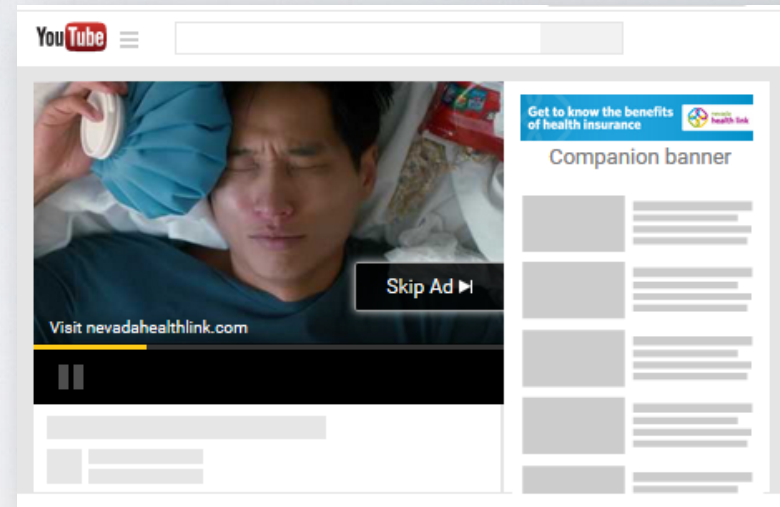 YouTube
Get to know the benefits
of health insurance
nevada
health link
Companion banner
Skip Ad
Visit nevadahealthlink.com